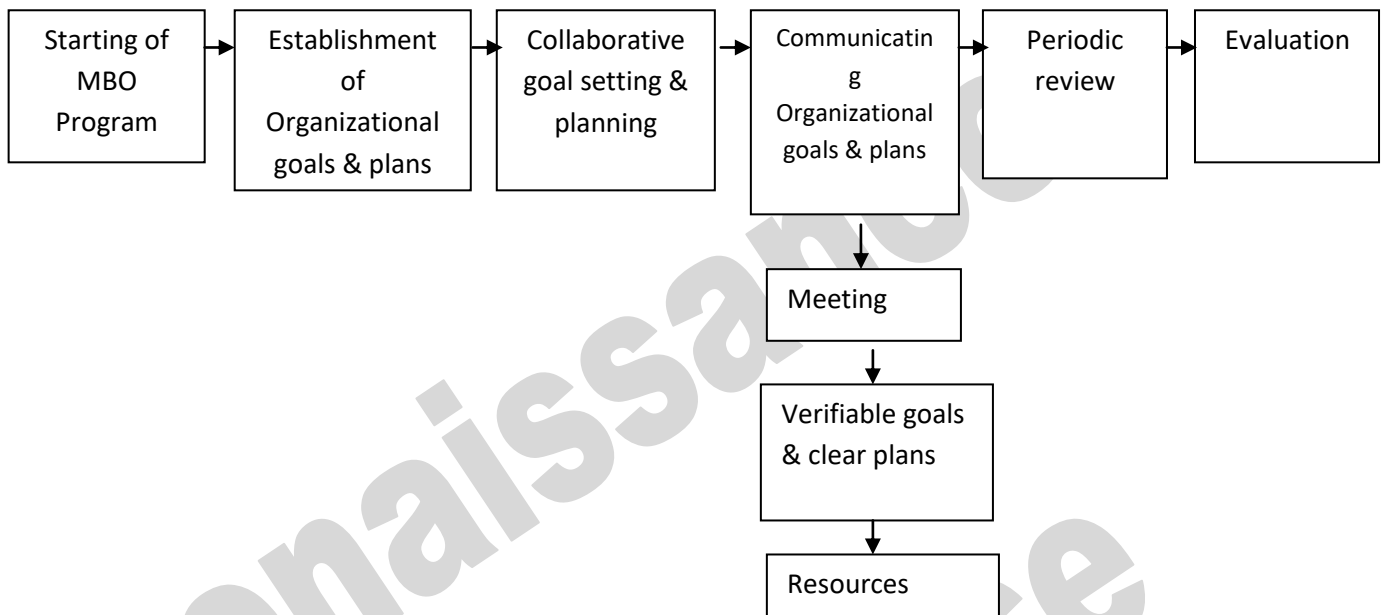 Starting of
MBO
Program
Establishment
of
Organizational
goals & plans
Collaborative
goal setting &
planning
Communicatin
g
Organizational
goals & plans
Periodic
review
Evaluation
Meeting
Verifiable goals
& clear plans
Resources